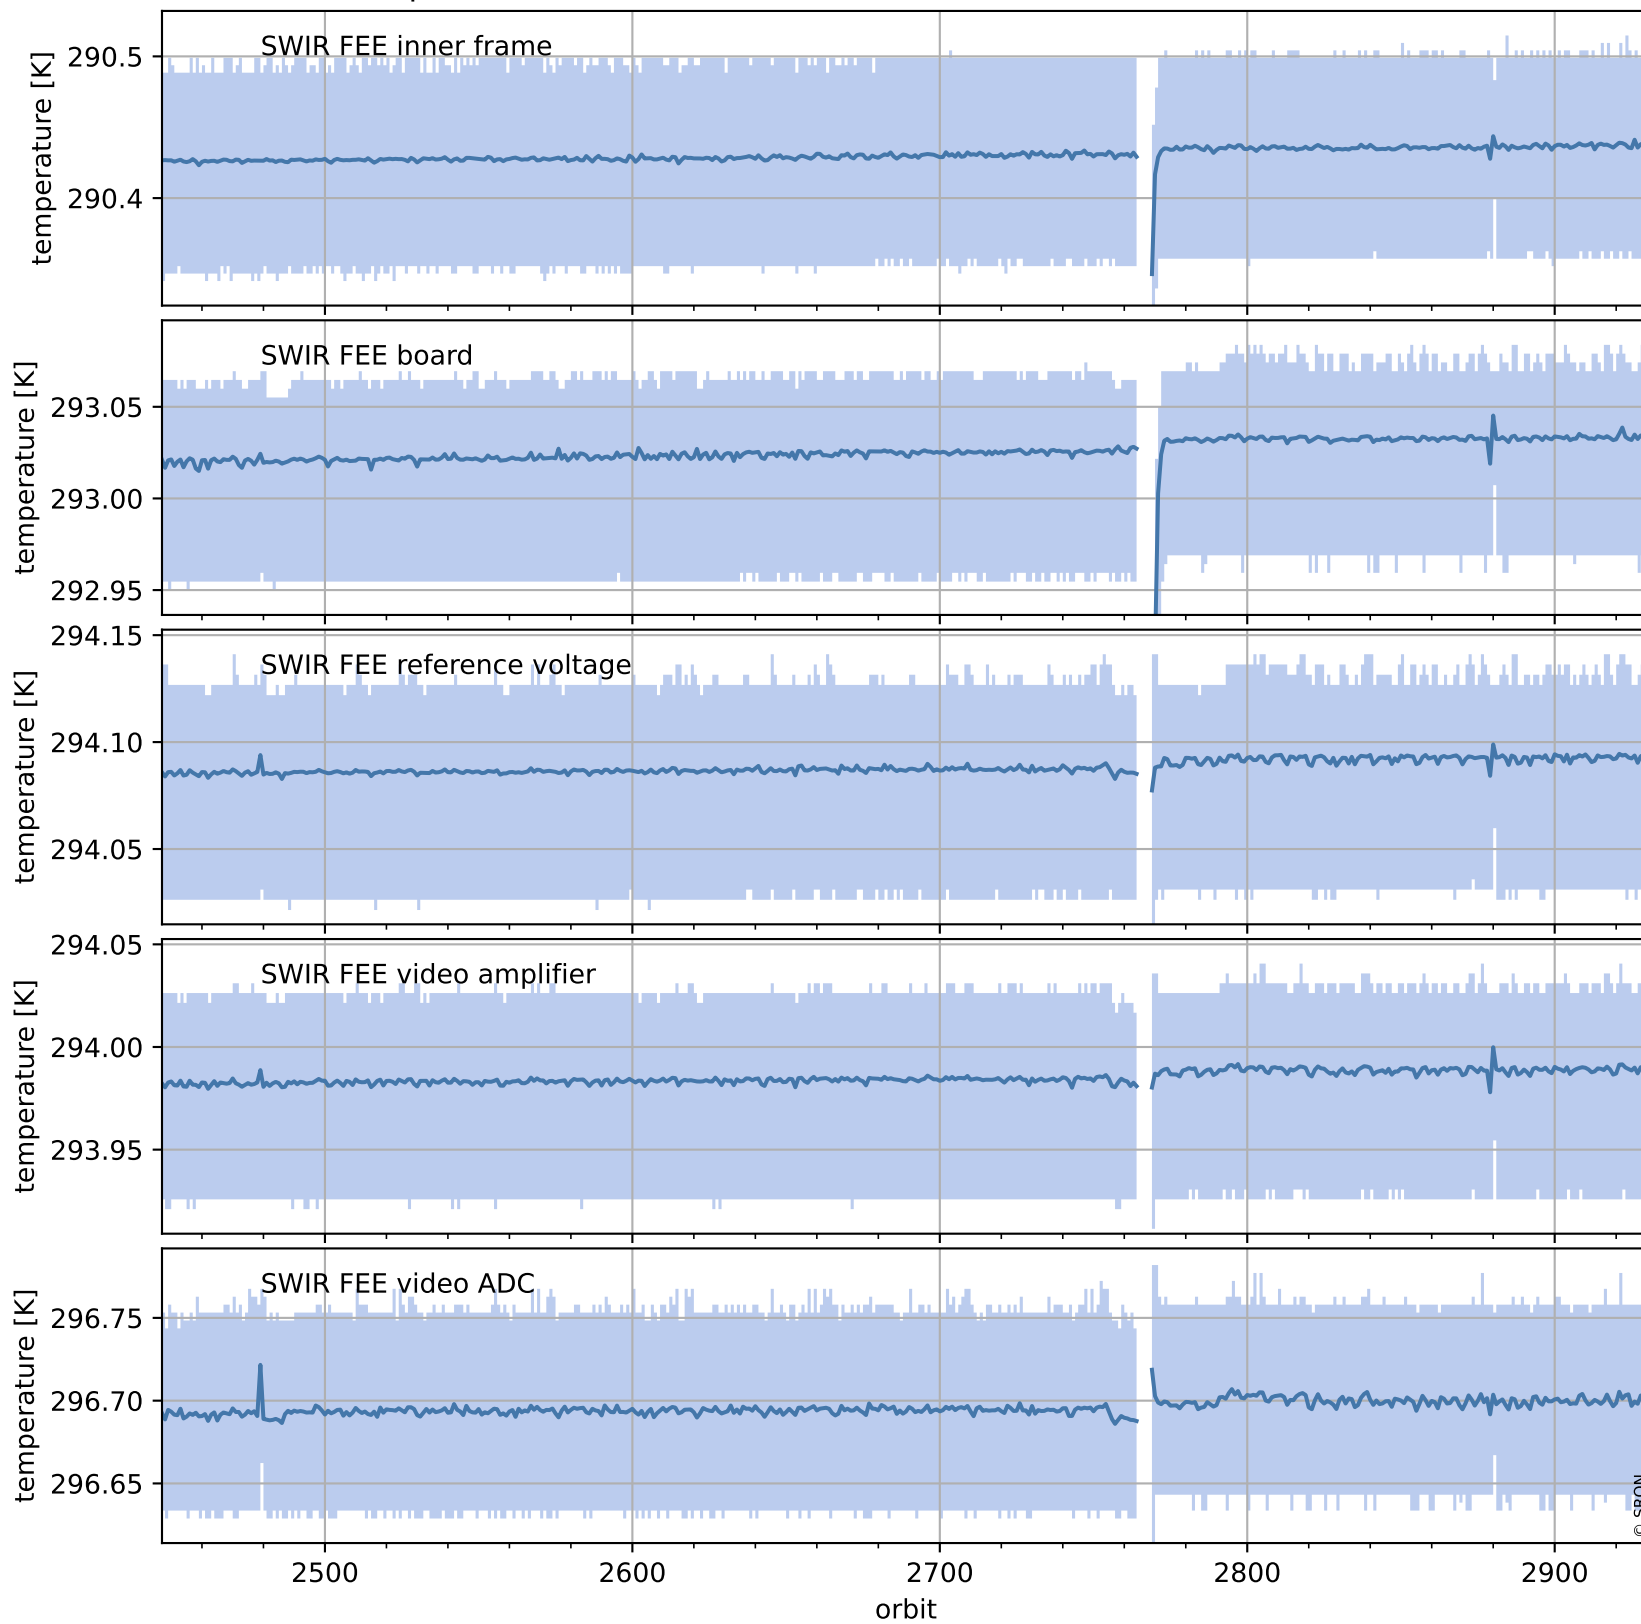 SWIR FEE inner frame
temperature [K]
290.5
290.4
SWIR FEE board
temperature [K]
293.05
293.00
292.95
SWIR FEE reference voltage
temperature [K]
294.15
294.10
294.05
SWIR FEE video amplifier
temperature [K]
294.05
294.00
293.95
SWIR FEE video ADC
temperature [K]
296.75
296.70
296.65
2500 2600 2700 2800 2900
orbit
© SRON